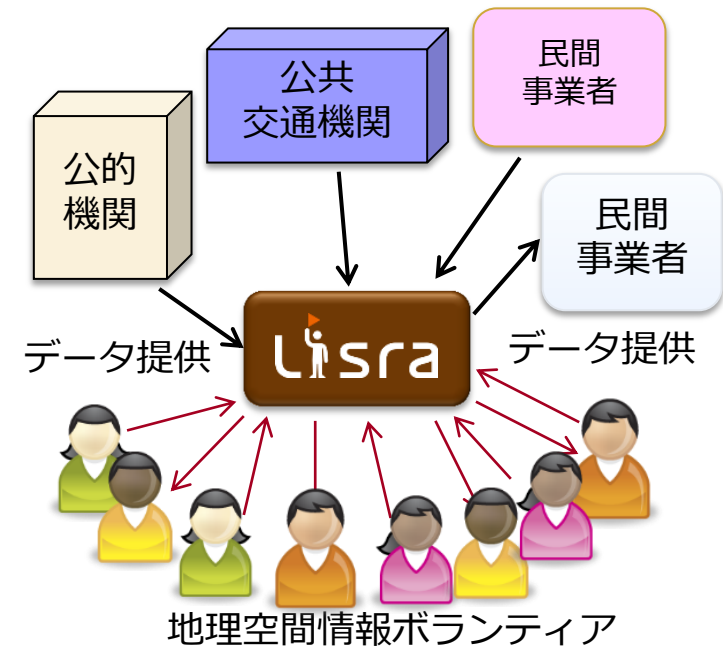 民間
事業者
公共
交通機関
公的
機関
民間
事業者
Lisra
データ提供
データ提供
地理空間情報ボランティア